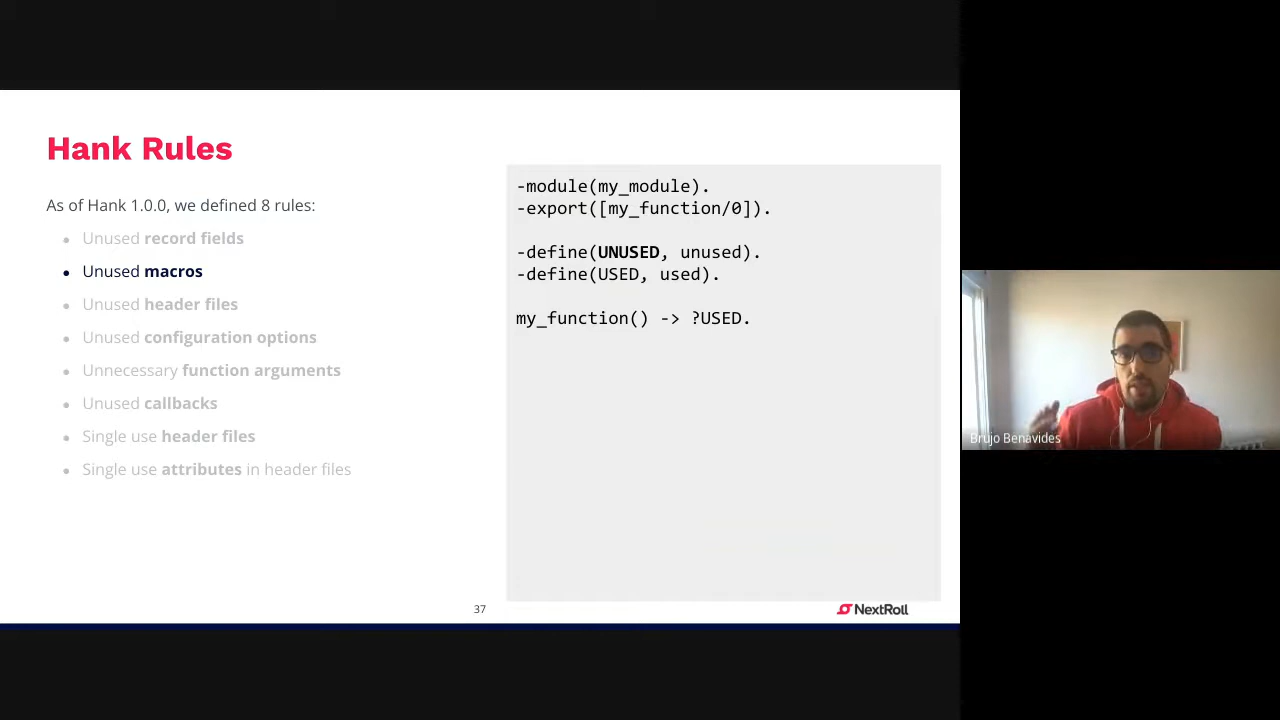 Hank Rules
As of Hank 1.0.0, we defined 8 rules:
• Unused record fields
• Unused macros
• Unused header files
• Unused configuration options
• Unnecessary function arguments
• Unused callbacks
• Single use header files
• Single use attributes in header files
-module(my_module).
-export([my_function/0]).
-define(UNUSED, unused).
-define(USED, used).
my_function() -> ?USED.
37
NextRoll
Brujo Benavides